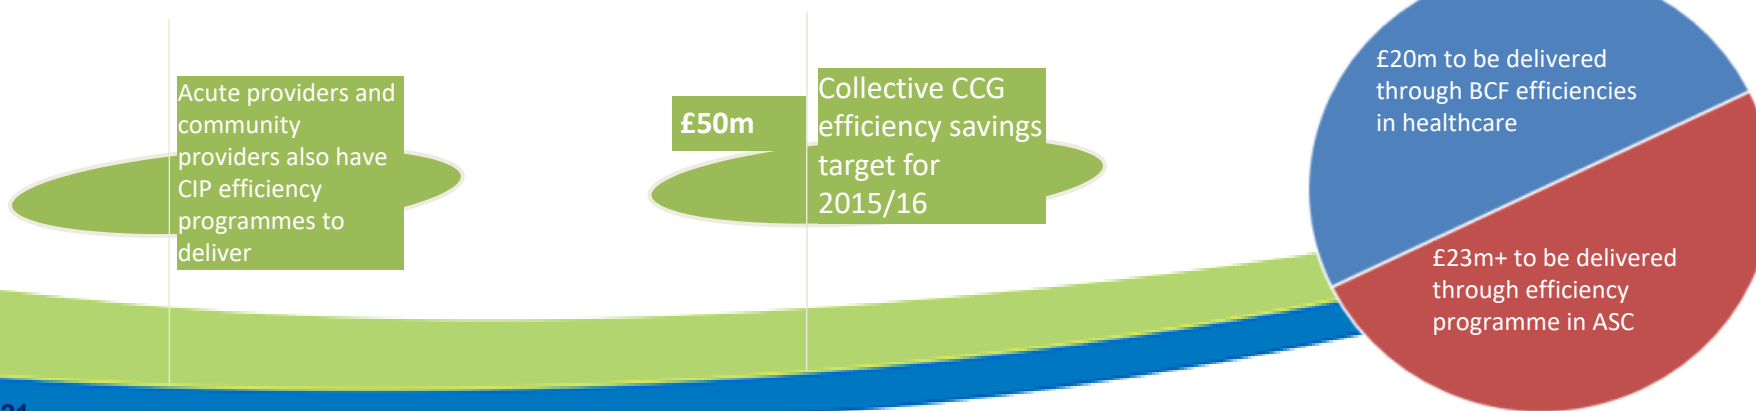 Acute providers and
community
providers also have
CIP efficiency
programmes to
deliver
£50m
Collective CCG
efficiency savings
target for
2015/16
£20m to be delivered
through BCF efficiencies
in healthcare
£23m+ to be delivered
through efficiency
programme in ASC